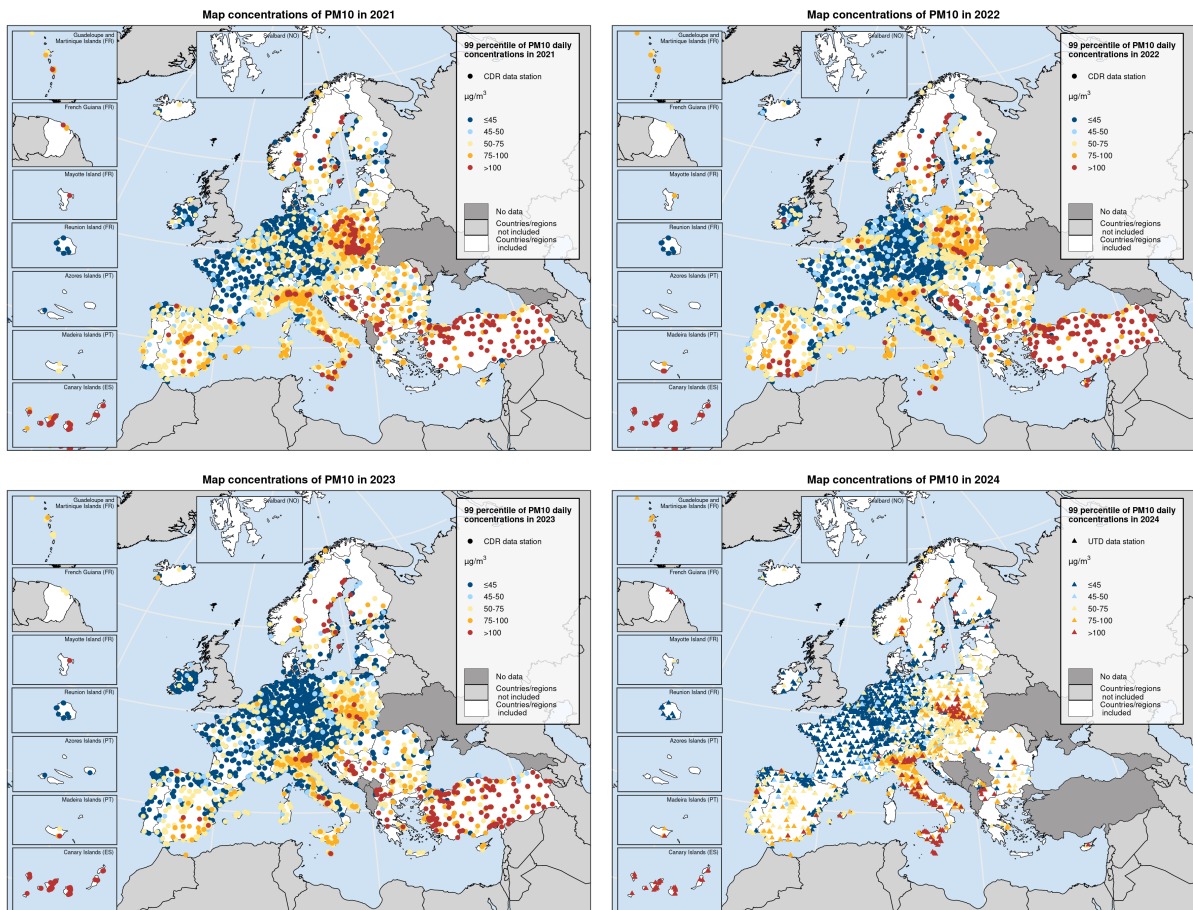 Map concentrations of PM10 in 2021
Guadeloupe and
Martinique Islands (FR)
French Guiana (FR)
Mayotte Island (FR)
Reunion Island (FR)
Azores Islands (PT)
Madeira Islands (PT)
Canary Islands (ES)
Svalbard (NO)
99 percentile of PM10 daily
concentrations in 2021
CDR data station
µg/m³
≤45
45-50
50-75
75-100
>100
No data
Countries/regions
not included
Countries/regions
included
Map concentrations of PM10 in 2022
Guadeloupe and
Martinique Islands (FR)
French Guiana (FR)
Mayotte Island (FR)
Reunion Island (FR)
Azores Islands (PT)
Madeira Islands (PT)
Canary Islands (ES)
Svalbard (NO)
99 percentile of PM10 daily
concentrations in 2022
CDR data station
µg/m³
≤45
45-50
50-75
75-100
>100
No data
Countries/regions
not included
Countries/regions
included
Map concentrations of PM10 in 2023
Guadeloupe and
Martinique Islands (FR)
French Guiana (FR)
Mayotte Island (FR)
Reunion Island (FR)
Azores Islands (PT)
Madeira Islands (PT)
Canary Islands (ES)
Svalbard (NO)
99 percentile of PM10 daily
concentrations in 2023
CDR data station
µg/m³
≤45
45-50
50-75
75-100
>100
No data
Countries/regions
not included
Countries/regions
included
Map concentrations of PM10 in 2024
Guadeloupe and
Martinique Islands (FR)
French Guiana (FR)
Mayotte Island (FR)
Reunion Island (FR)
Azores Islands (PT)
Madeira Islands (PT)
Canary Islands (ES)
Svalbard (NO)
99 percentile of PM10 daily
concentrations in 2024
UTD data station
µg/m³
≤45
45-50
50-75
75-100
>100
No data
Countries/regions
not included
Countries/regions
included